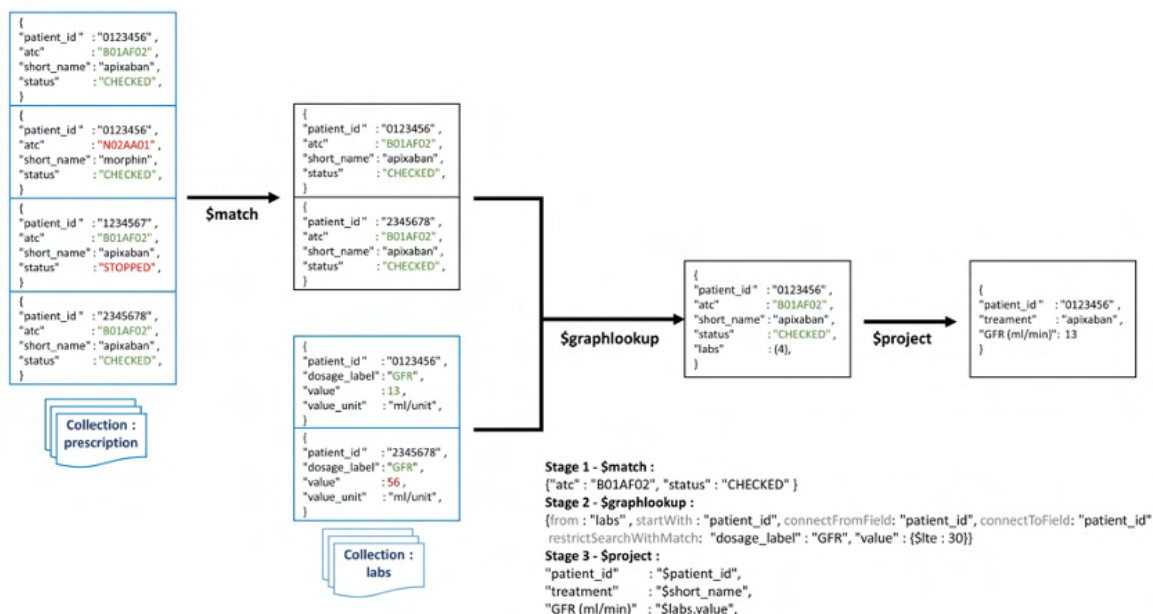 {
"patient_id" :"0123456" ,
"atc" :"B01AF02" ,
"short_name" : "apixaban",
"status" :"CHECKED" ,
}
{
"patient_id" :"0123456" ,
"atc" :"N02AA01" ,
"short_name" : "morphin",
"status" :"CHECKED" ,
}
{
"patient_id" :"1234567" ,
"atc" :"B01AF02" ,
"short_name" : "apixaban",
"status" :"STOPPED" ,
}
{
"patient_id" :"2345678" ,
"atc" :"B01AF02" ,
"short_name" : "apixaban",
"status" :"CHECKED" ,
}
Collection :
prescription
$match
{
"patient_id" :"0123456" ,
"atc" :"B01AF02" ,
"short_name" : "apixaban",
"status" :"CHECKED" ,
}
{
"patient_id" :"2345678" ,
"atc" :"B01AF02" ,
"short_name" : "apixaban",
"status" :"CHECKED" ,
}
{
"patient_id" :"0123456" ,
"dosage_label" :"GFR" ,
"value" :13 ,
"value_unit" :"ml/unit",
}
{
"patient_id" :"2345678" ,
"dosage_label" :"GFR" ,
"value" :56,
"value_unit" :"ml/unit",
}
Collection :
labs
$graphlookup
{
"patient_id" :"0123456" ,
"atc" :"B01AF02" ,
"short_name" : "apixaban",
"status" :"CHECKED" ,
"labs" : (4),
}
$project
{
"patient_id" :"0123456" ,
"treament" :"apixaban" ,
"GFR (ml/min)": 13
}
Stage 1 - $match :
{"atc" : "B01AF02", "status" : "CHECKED" }
Stage 2 - $graphlookup :
{from : "labs" , startWith : "patient_id", connectFromField: "patient_id", connectToField: "patient_id"
restrictSearchWithMatch: "dosage_label" : "GFR", "value" : {$lte : 30}}
Stage 3 - $project :
"patient_id" : "$patient_id",
"treatment" : "$short_name",
"GFR (ml/min)" : "$labs.value",